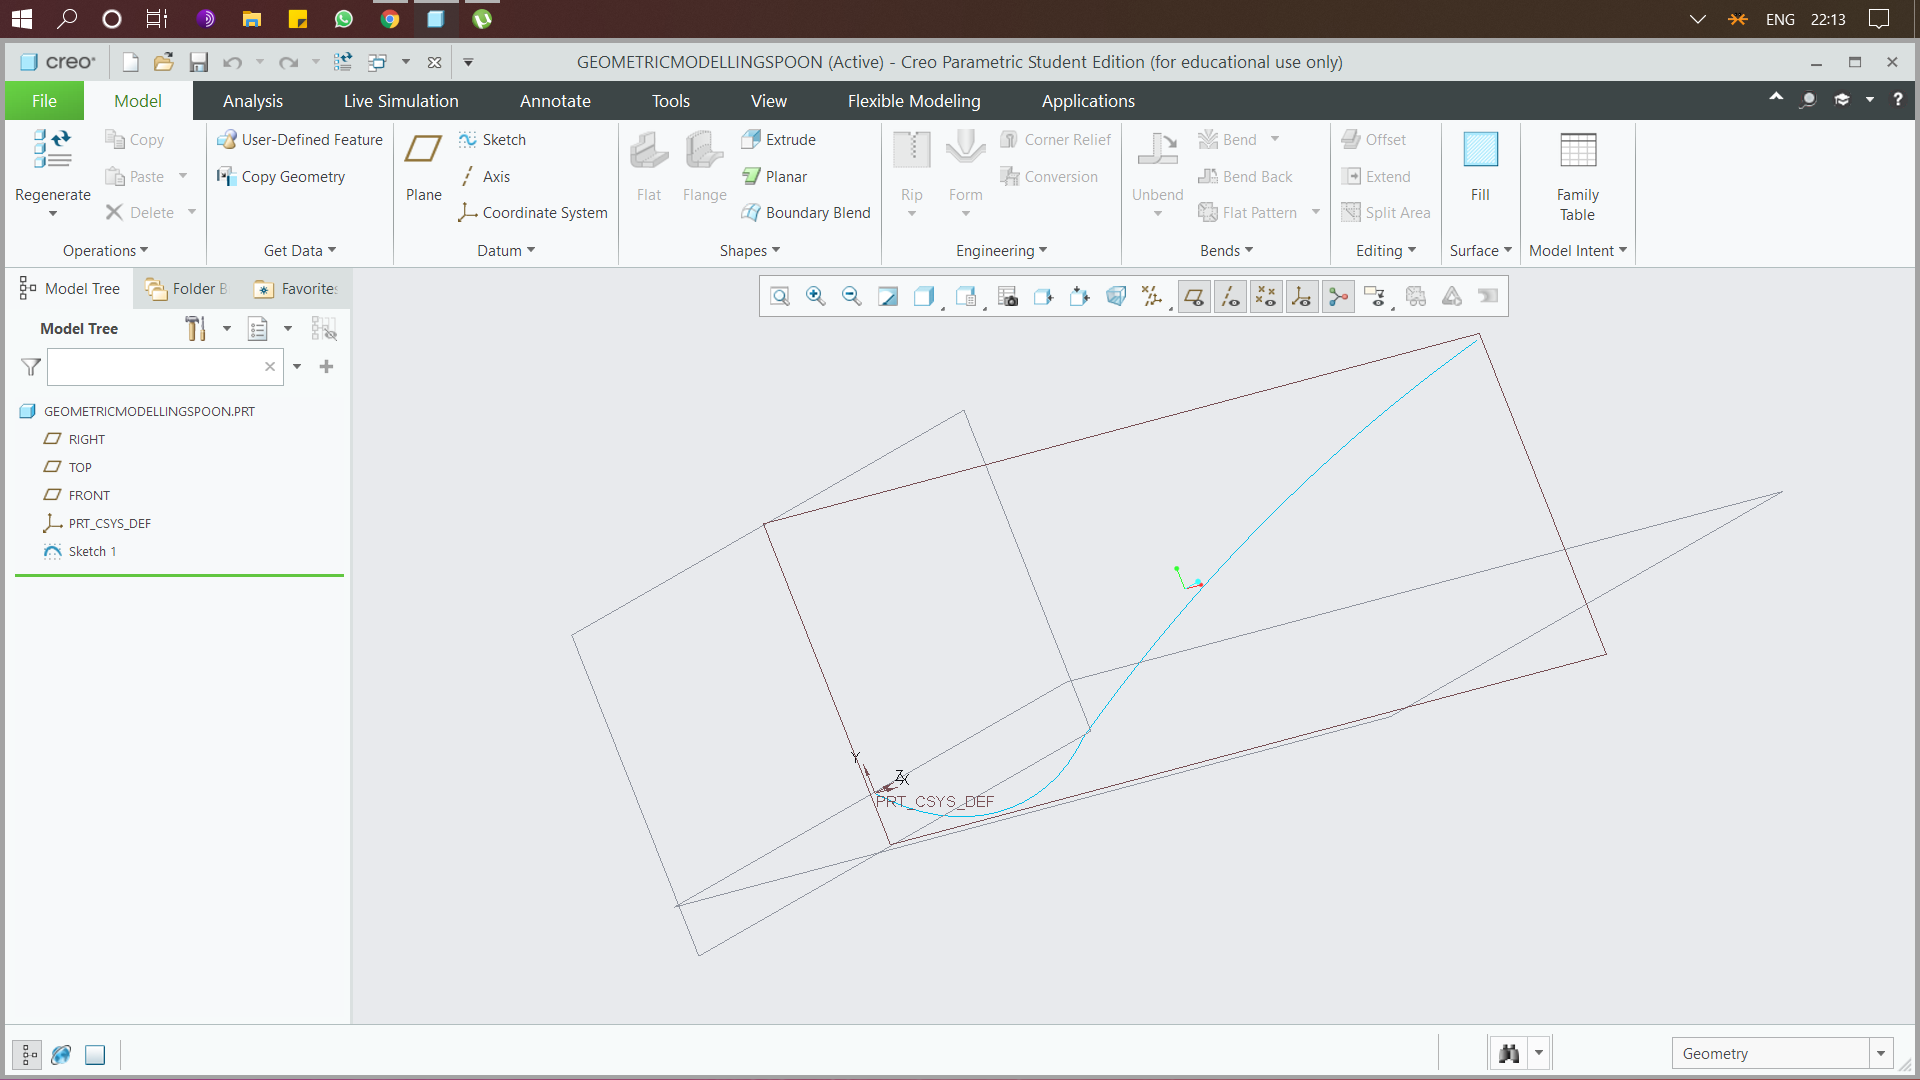 ENG 22:13
creo·
GEOMETRICMODELLINGSPOON (Active) - Creo Parametric Student Edition (for educational use only)
File Model Analysis Live Simulation Annotate Tools View Flexible Modeling Applications
Regenerate
Copy
Paste
Delete
Operations
User-Defined Feature
Copy Geometry
Get Data
Plane
Sketch
Axis
Coordinate System
Datum
Flat
Flange
Extrude
Planar
Boundary Blend
Shapes
Rip
Form
Corner Relief
Conversion
Engineering
Unbend
Bend
Bend Back
Flat Pattern
Bends
Offset
Extend
Split Area
Editing
Fill
Surface
Family
Table
Model Intent
Model Tree Folder B Favorites
Model Tree
GEOMETRICMODELLINGSPOON.PRT
RIGHT
TOP
FRONT
PRT_CSYS_DEF
Sketch 1
Y
Z
X
PRT_CSYS_DEF
Geometry